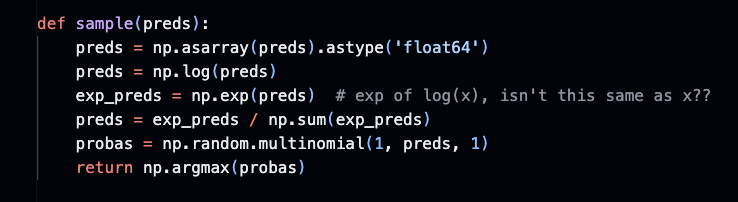 def sample(preds):
    preds = np.asarray(preds).astype('float64')
    preds = np.log(preds)
    exp_preds = np.exp(preds)  # exp of log(x), isn't this same as x??
    preds = exp_preds / np.sum(exp_preds)
    probas = np.random.multinomial(1, preds, 1)
    return np.argmax(probas)